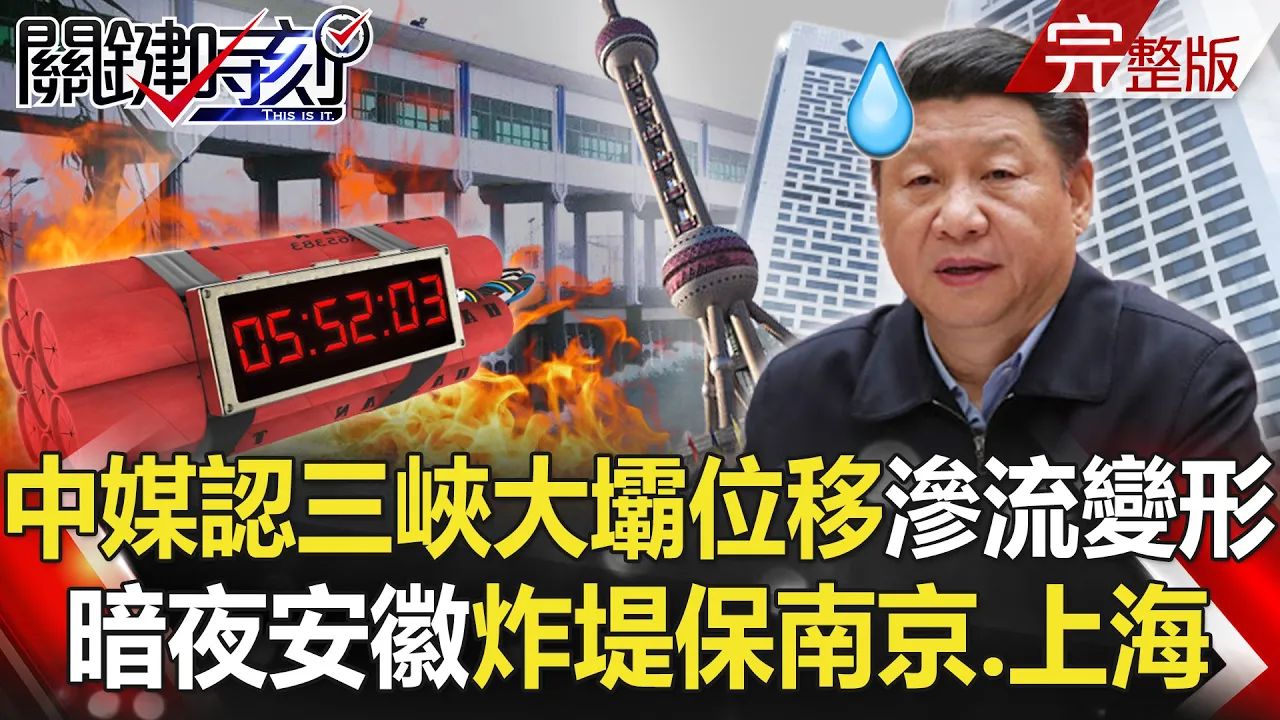 關鍵時刻
THIS IS IT.
完整版
05:52:03
中媒認三峽大壩位移滲流變形
暗夜安徽炸堤保南京.上海